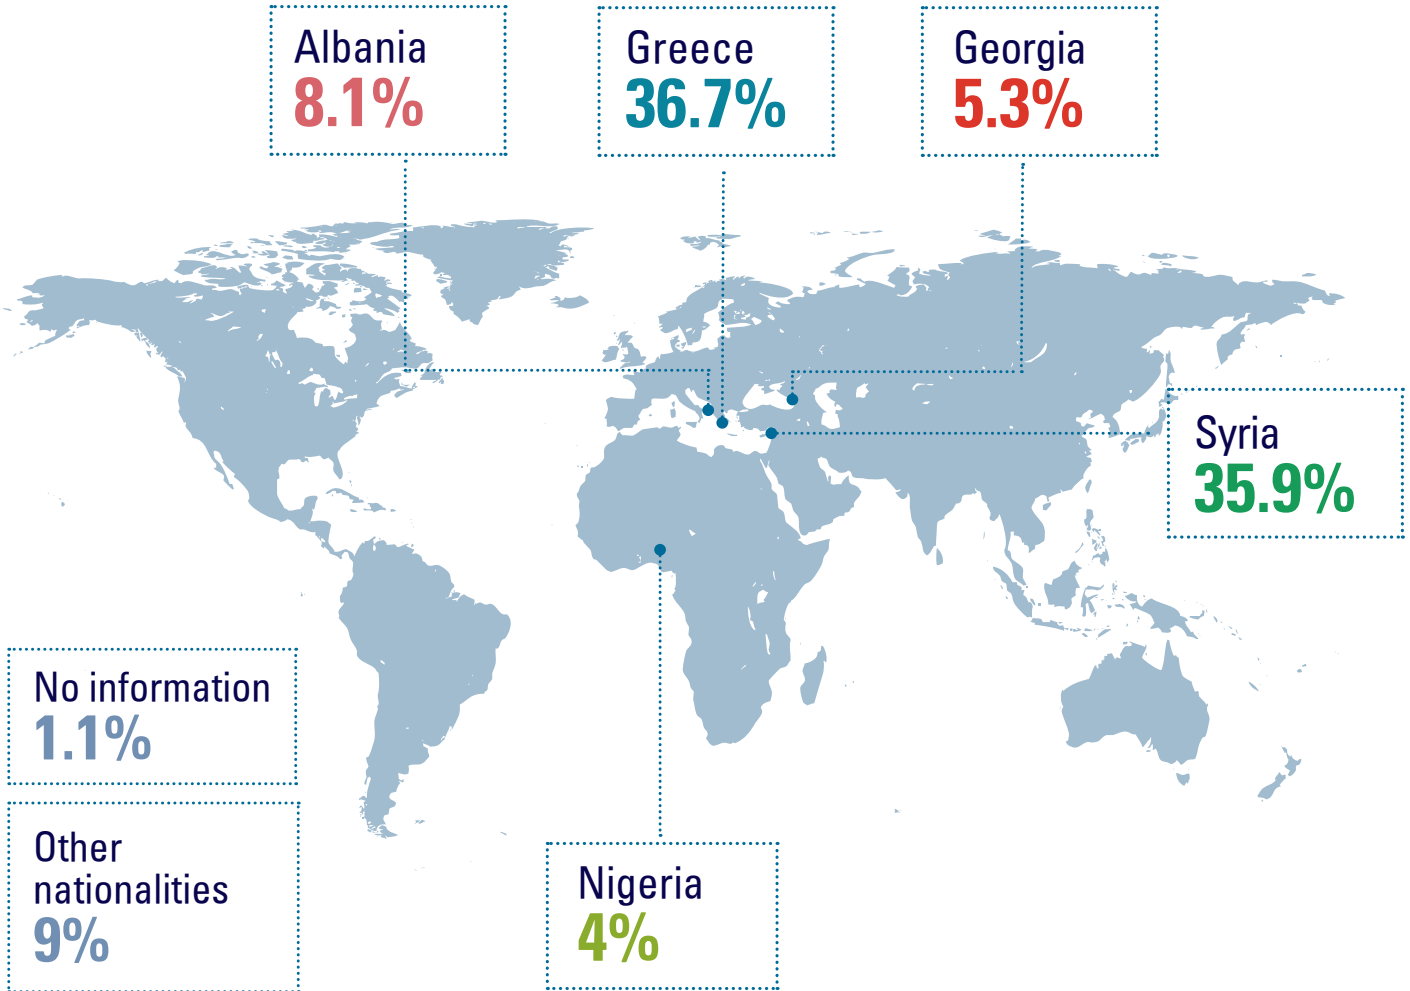 Albania
8.1%
Greece
36.7%
Georgia
5.3%
Syria
35.9%
No information
1.1%
Other
nationalities
9%
Nigeria
4%